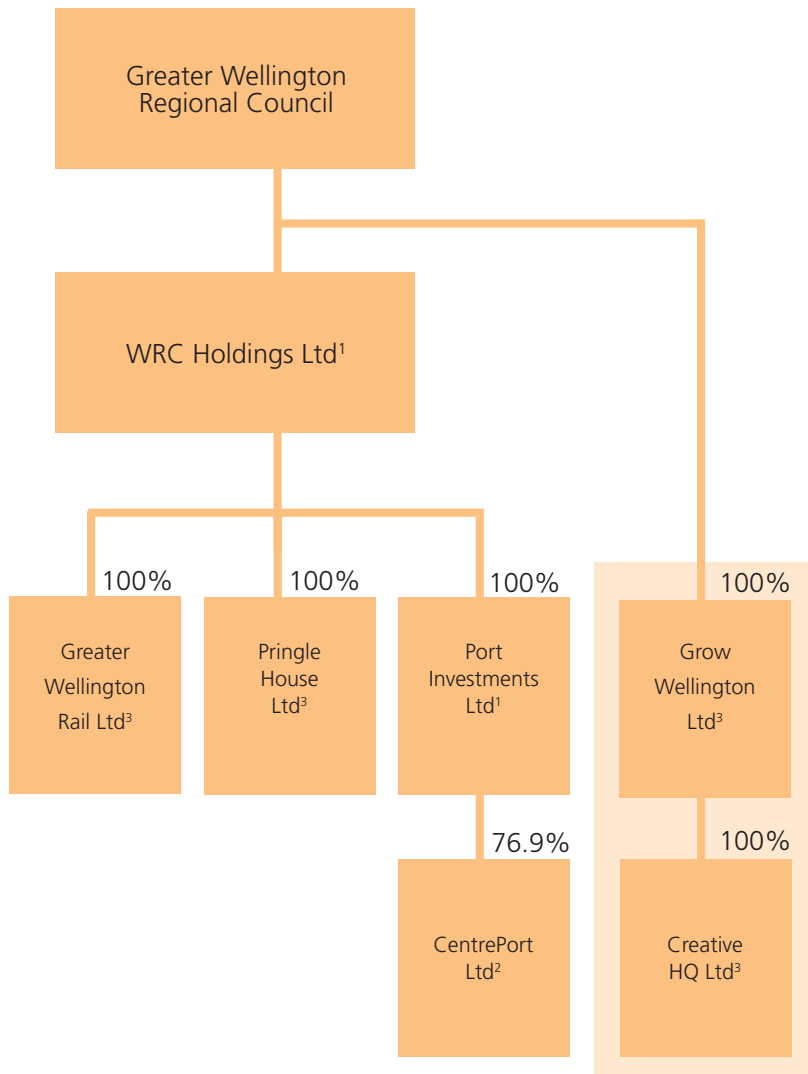 Greater Wellington
Regional Council
WRC Holdings Ltd¹
100%
100%
100%
100%
Greater
Wellington
Rail Ltd³
Pringle
House
Ltd³
Port
Investments
Ltd¹
Grow
Wellington
Ltd³
76.9%
100%
CentrePort
Ltd²
Creative
HQ Ltd³